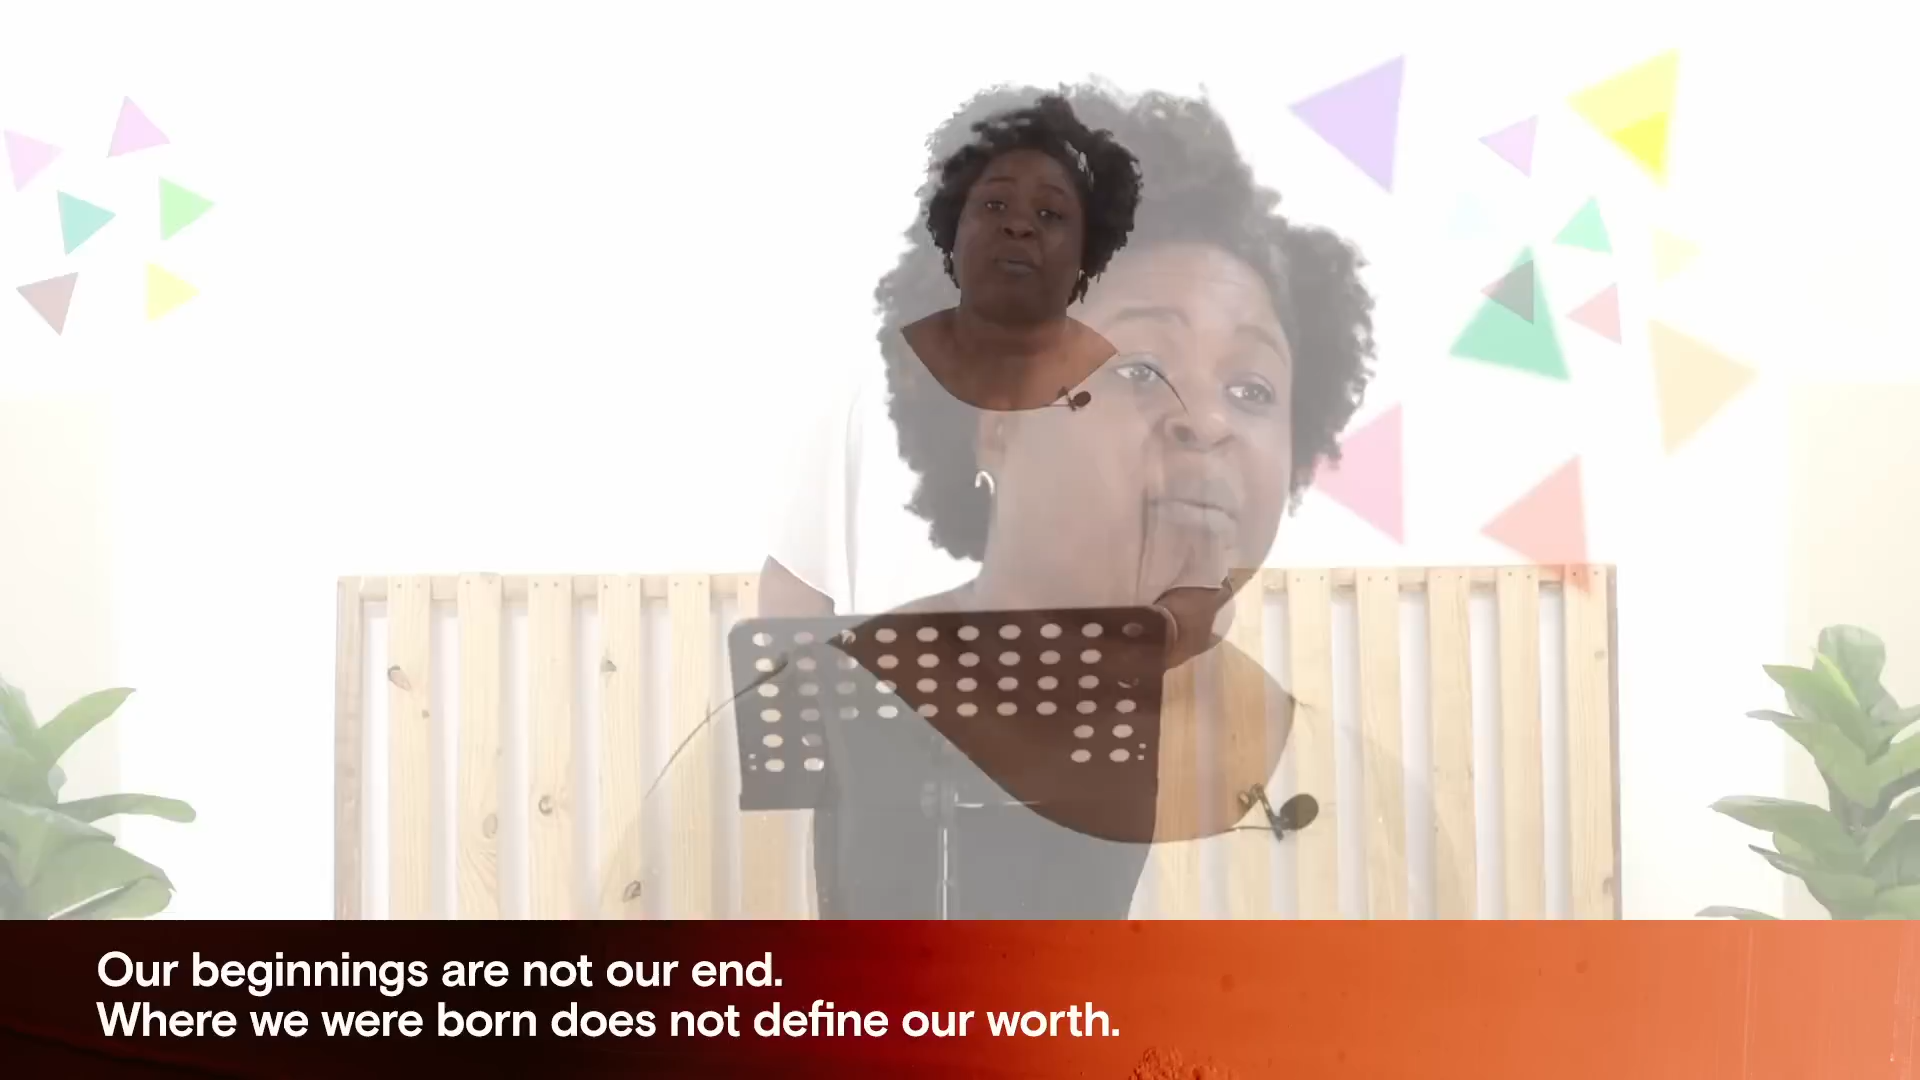 Our beginnings are not our end.
Where we were born does not define our worth.